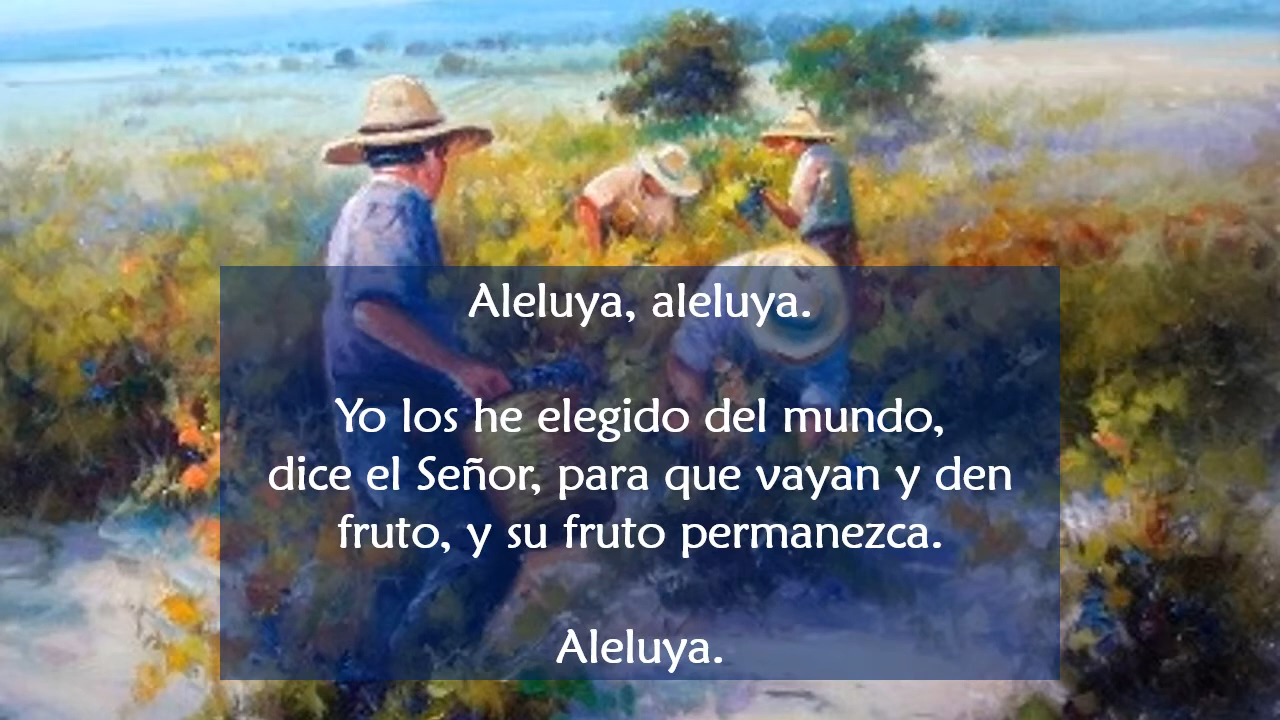 Aleluya, aleluya.
Yo los he elegido del mundo,
dice el Señor, para que vayan y den
fruto, y su fruto permanezca.
Aleluya.